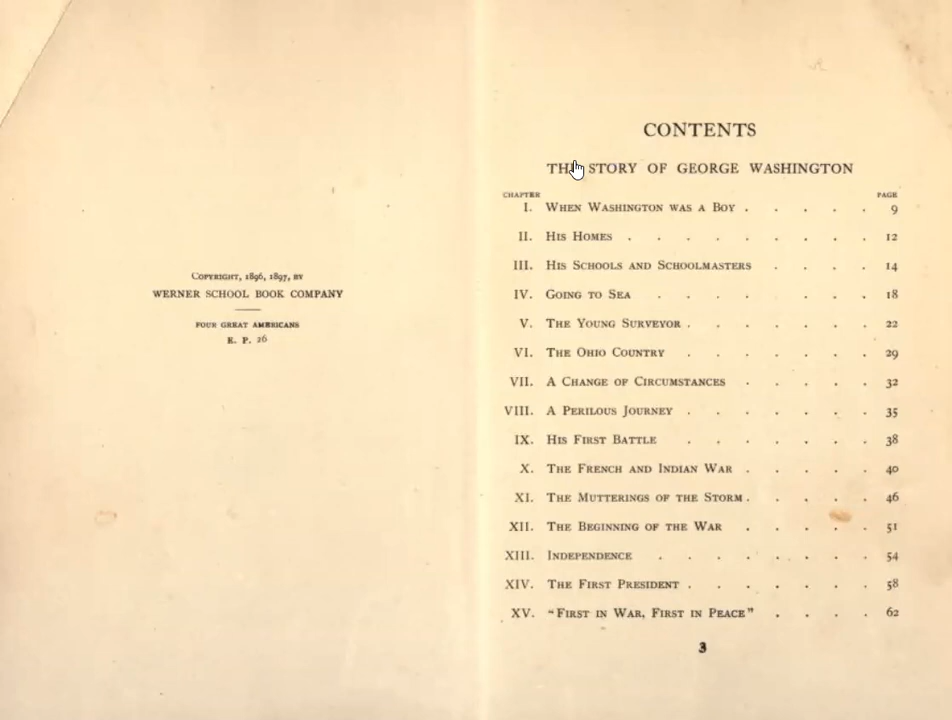 COPYRIGHT, 1896, 1897, BY
WERNER SCHOOL BOOK COMPANY
FOUR GREAT AMERICANS
E. P. 26
CONTENTS
THE STORY OF GEORGE WASHINGTON
CHAPTER PAGE
I. WHEN WASHINGTON WAS A BOY . . . . . 9
II. HIS HOMES . . . . . . . . . 12
III. HIS SCHOOLS AND SCHOOLMASTERS . . . . 14
IV. GOING TO SEA . . . . . . . 18
V. THE YOUNG SURVEYOR . . . . . . . 22
VI. THE OHIO COUNTRY . . . . . . . 29
VII. A CHANGE OF CIRCUMSTANCES . . . . . 32
VIII. A PERILOUS JOURNEY . . . . . . . 35
IX. HIS FIRST BATTLE . . . . . . . 38
X. THE FRENCH AND INDIAN WAR . . . . . 40
XI. THE MUTTERINGS OF THE STORM . . . . . 46
XII. THE BEGINNING OF THE WAR . . . . . 51
XIII. INDEPENDENCE . . . . . . . . 54
XIV. THE FIRST PRESIDENT . . . . . . . 58
XV. "FIRST IN WAR, FIRST IN PEACE" . . . . 62
3